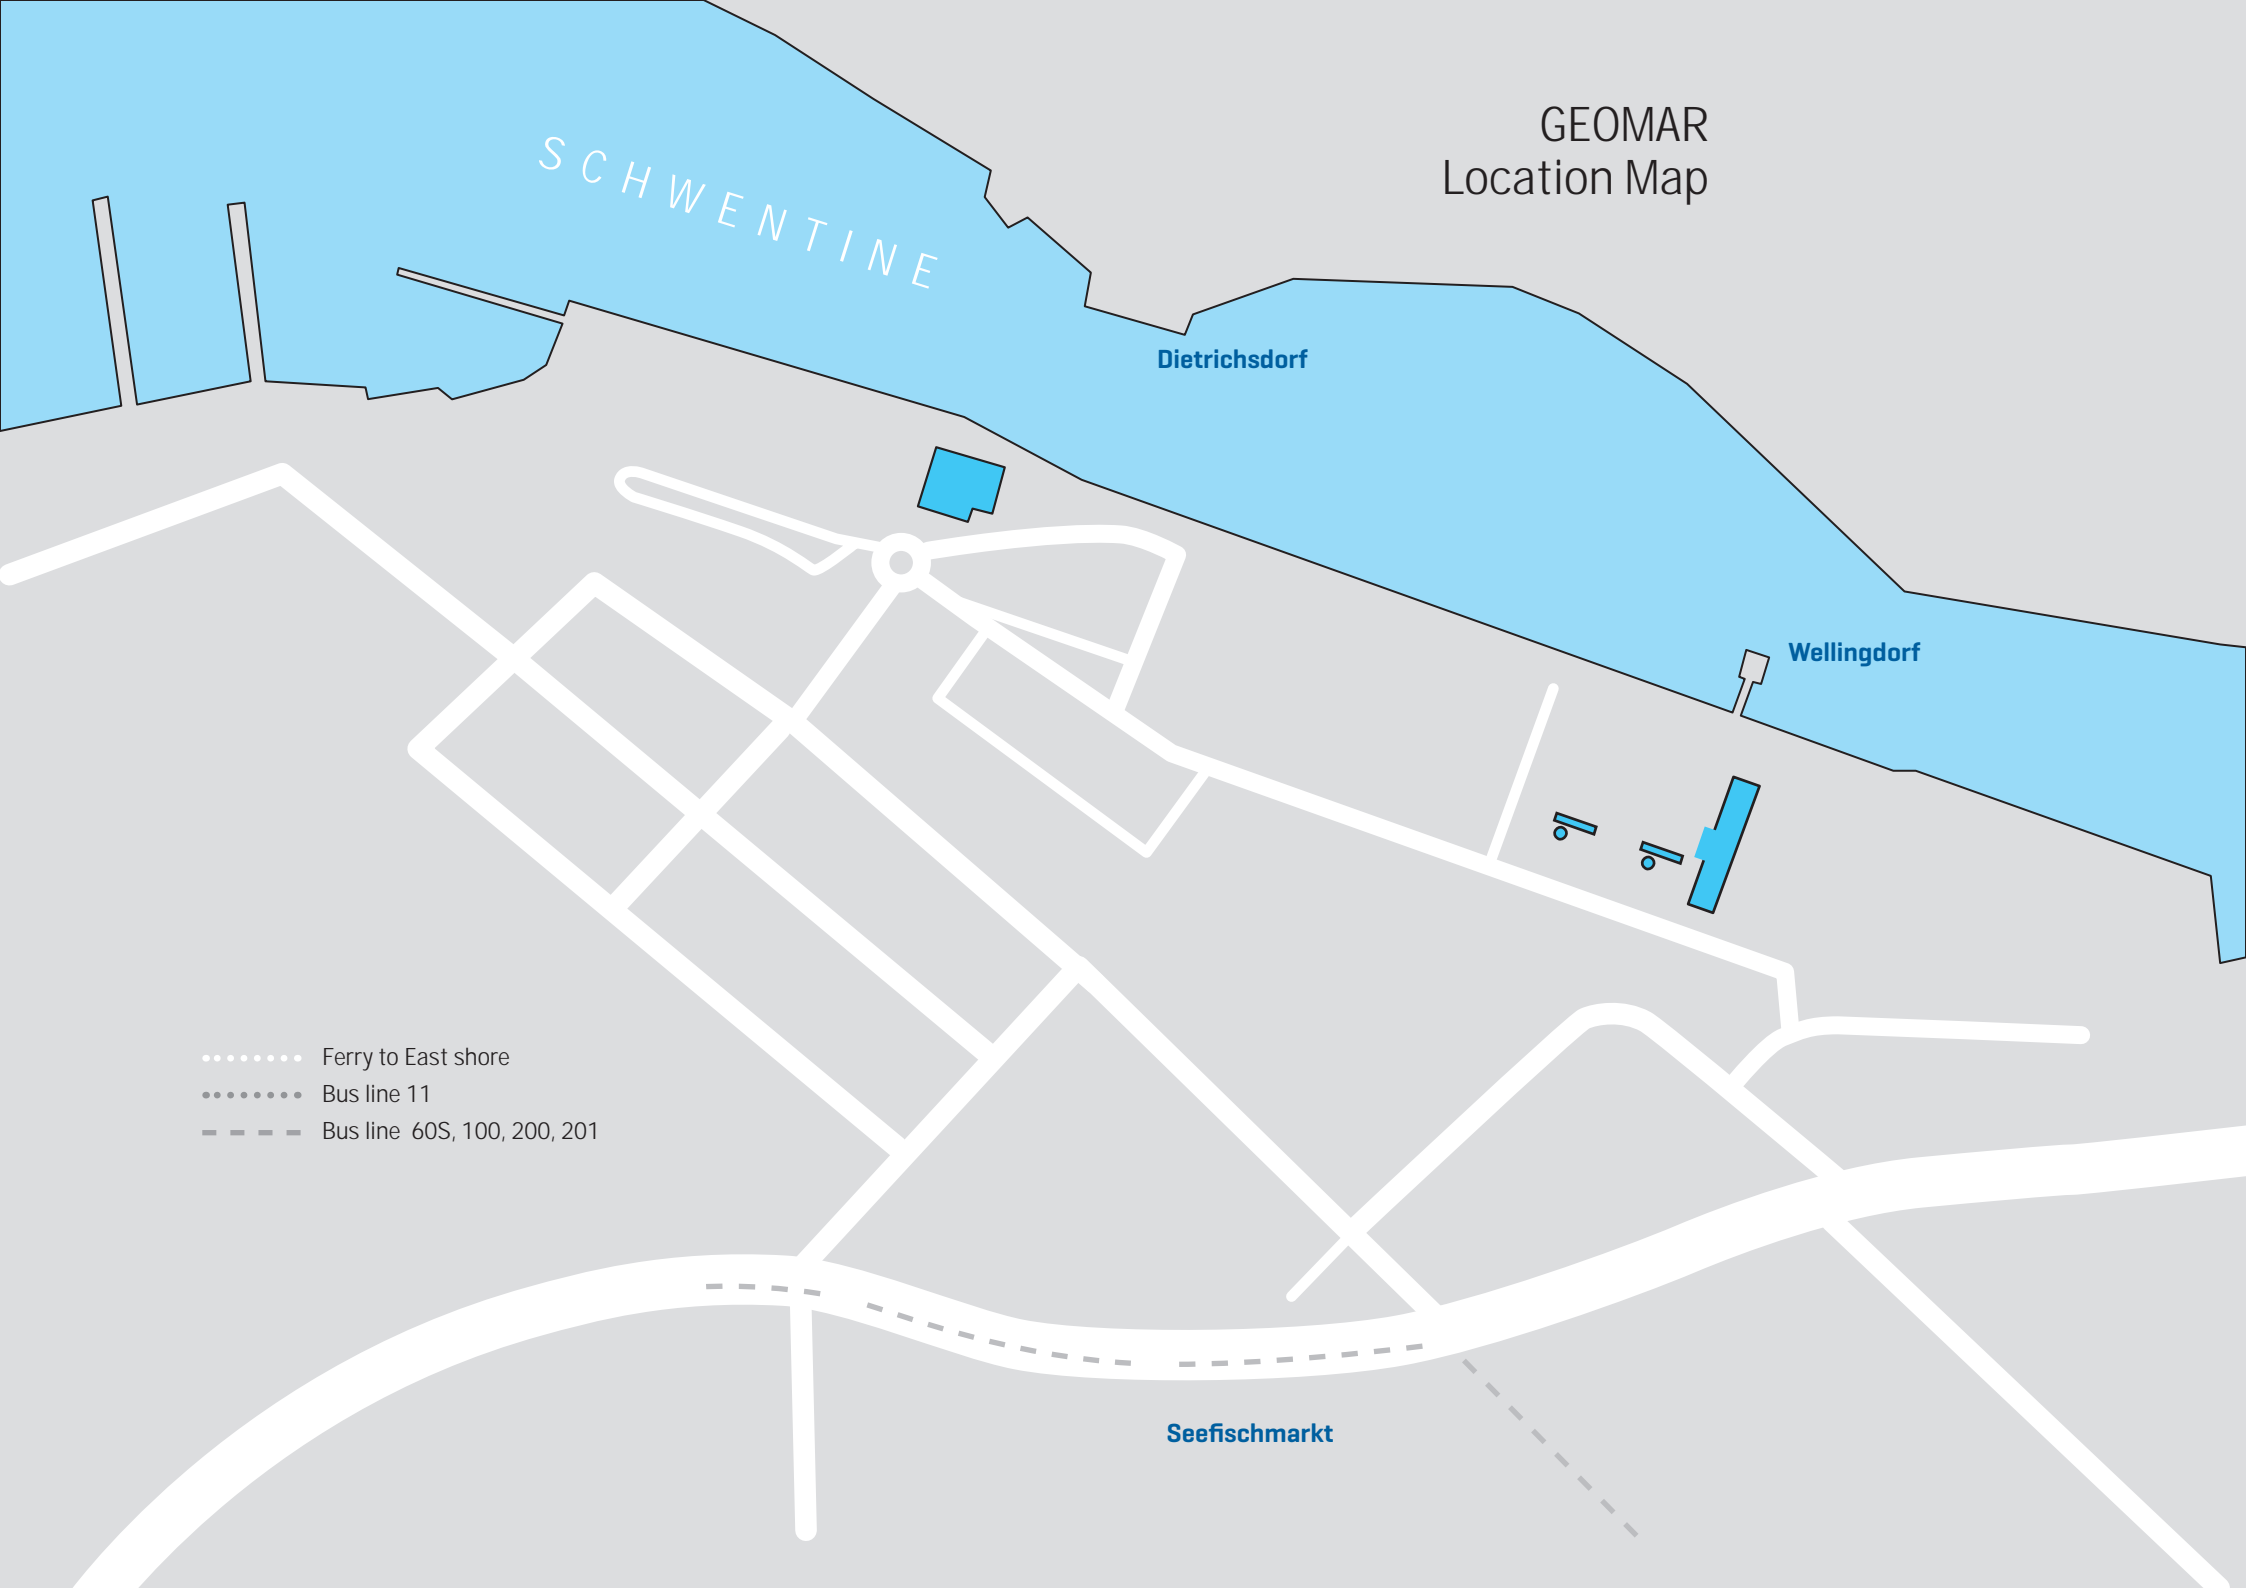 GEOMAR
Location Map
SCHWENTINE
Dietrichsdorf
Wellingdorf
Ferry to East shore
Bus line 11
Bus line 60S, 100, 200, 201
Seefischmarkt